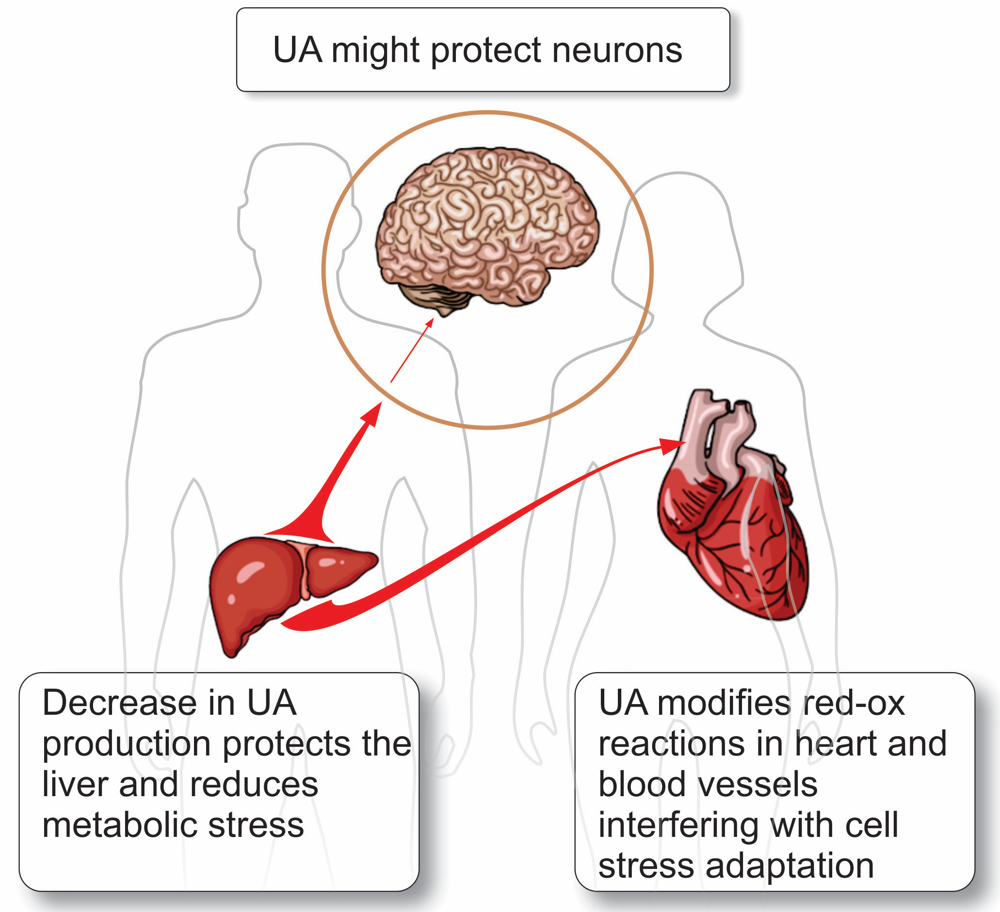 UA might protect neurons
Decrease in UA
production protects the
liver and reduces
metabolic stress
UA modifies red-ox
reactions in heart and
blood vessels
interfering with cell
stress adaptation